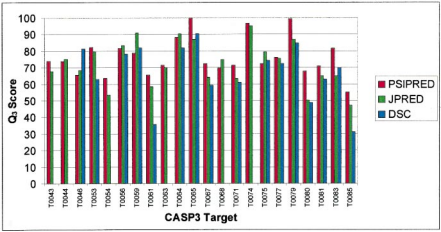 Q3 Score
100
90
80
70
60
50
40
30
20
10
0
T0043
T0044
T0046
T0053
T0054
T0056
T0059
T0061
T0063
T0064
T0065
T0067
T0068
T0071
T0074
T0075
T0077
T0079
T0080
T0081
T0083
T0085
CASP3 Target
PSIPRED
JPRED
DSC